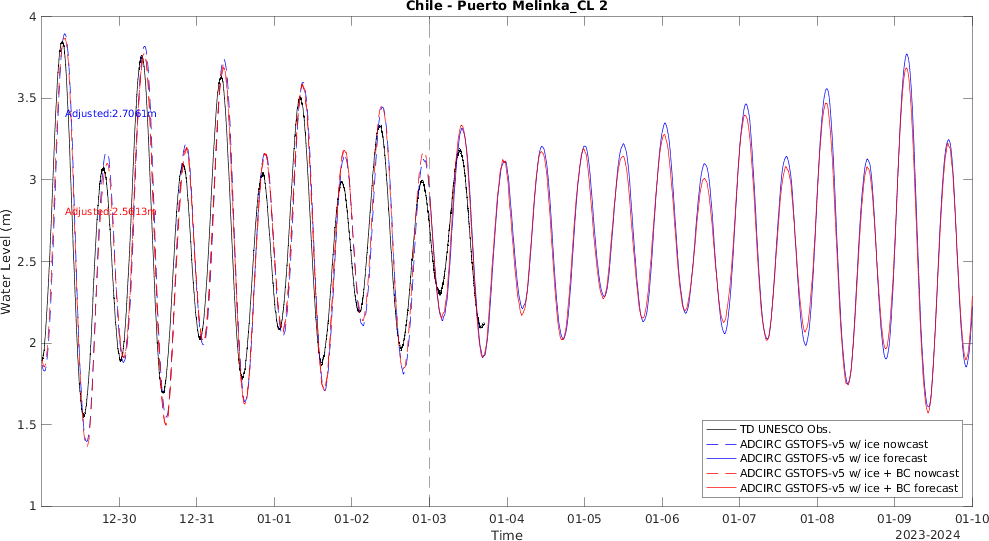 Chile - Puerto Melinka_CL 2
4
3.5
3
2.5
2
1.5
1
Water Level (m)
Adjusted:2.7061m
Adjusted:2.5613m
TD UNESCO Obs.
ADCIRC GSTOFS-v5 w/ ice nowcast
ADCIRC GSTOFS-v5 w/ ice forecast
ADCIRC GSTOFS-v5 w/ ice + BC nowcast
ADCIRC GSTOFS-v5 w/ ice + BC forecast
12-30 12-31 01-01 01-02 01-03 01-04 01-05 01-06 01-07 01-08 01-09 01-10
Time
2023-2024